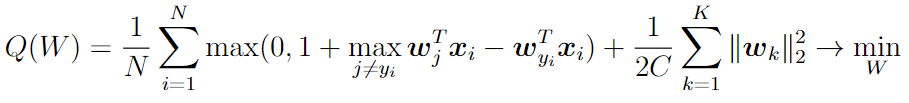 Q(W) = \frac{1}{N} \sum_{i=1}^{N} \max(0, 1 + \max_{j \neq y_i} \boldsymbol{w}_j^T \boldsymbol{x}_i - \boldsymbol{w}_{y_i}^T \boldsymbol{x}_i) + \frac{1}{2C} \sum_{k=1}^{K} \|\boldsymbol{w}_k\|_2^2 \to \min_W